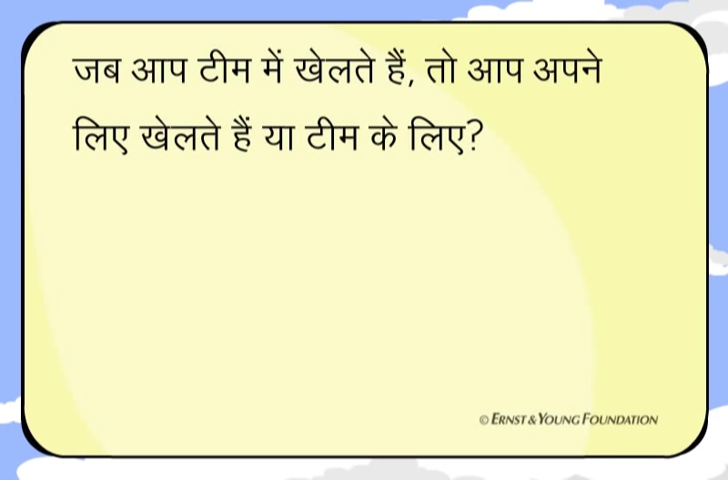 जब आप टीम में खेलते हैं, तो आप अपने
लिए खेलते हैं या टीम के लिए?
© ERNST & YOUNG FOUNDATION